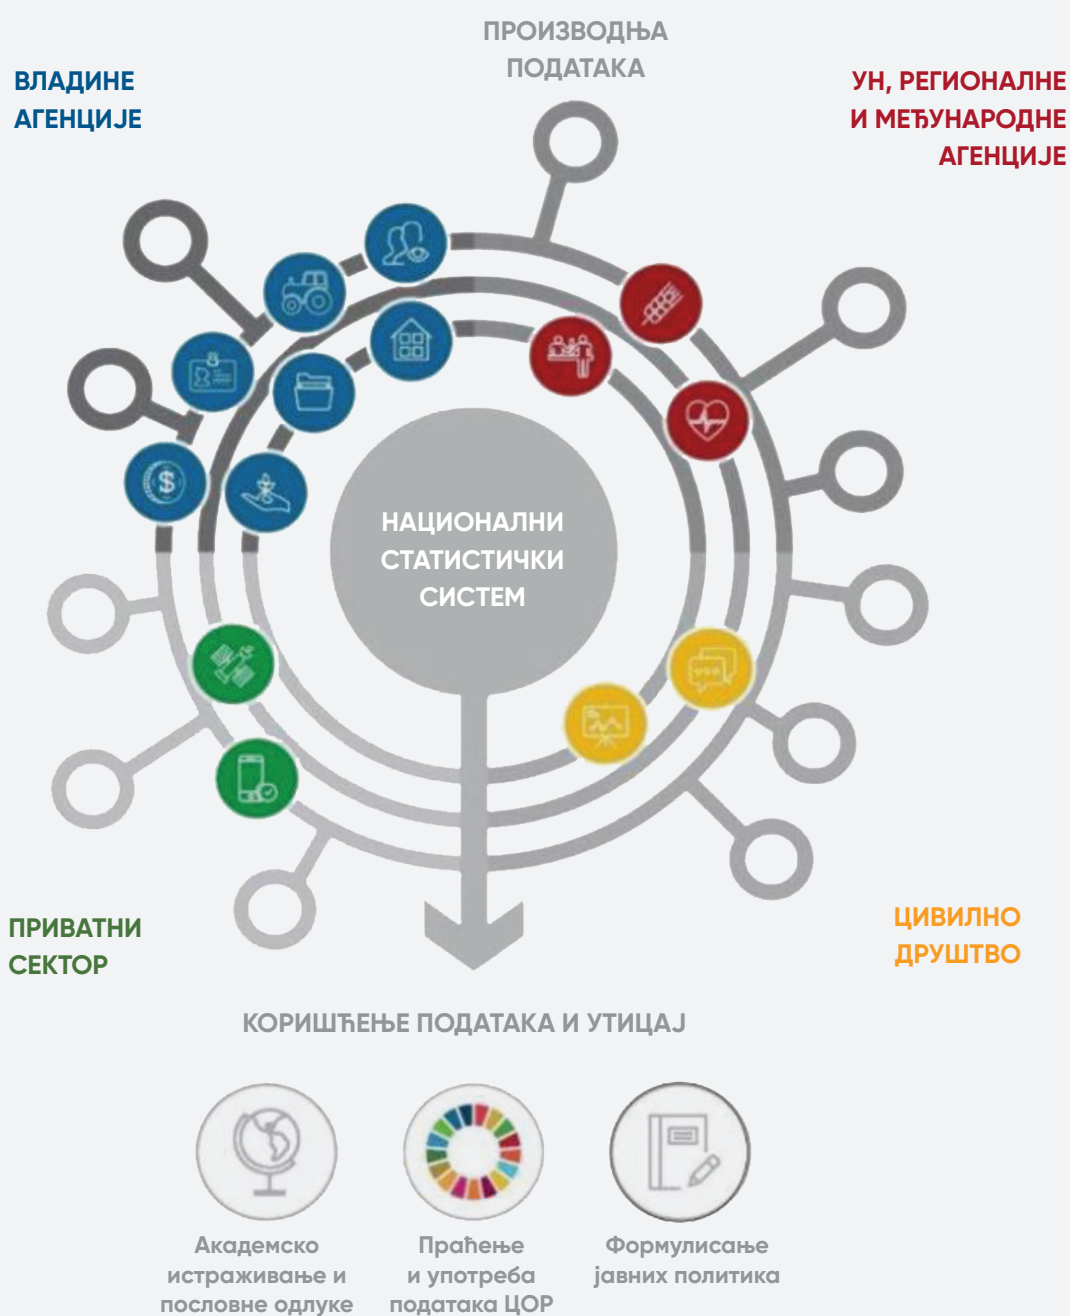 ПРОИЗВОДЊА
ПОДАТАКА
ВЛАДИНЕ
АГЕНЦИЈЕ
УН, РЕГИОНАЛНЕ
И МЕЂУНАРОДНЕ
АГЕНЦИЈЕ
$
НАЦИОНАЛНИ
СТАТИСТИЧКИ
СИСТЕМ
ПРИВАТНИ
СЕКТОР
ЦИВИЛНО
ДРУШТВО
КОРИШЋЕЊЕ ПОДАТАКА И УТИЦАЈ
Академско
истраживање и
пословне одлуке
Праћење
и употреба
података ЦОР
Формулисање
јавних политика